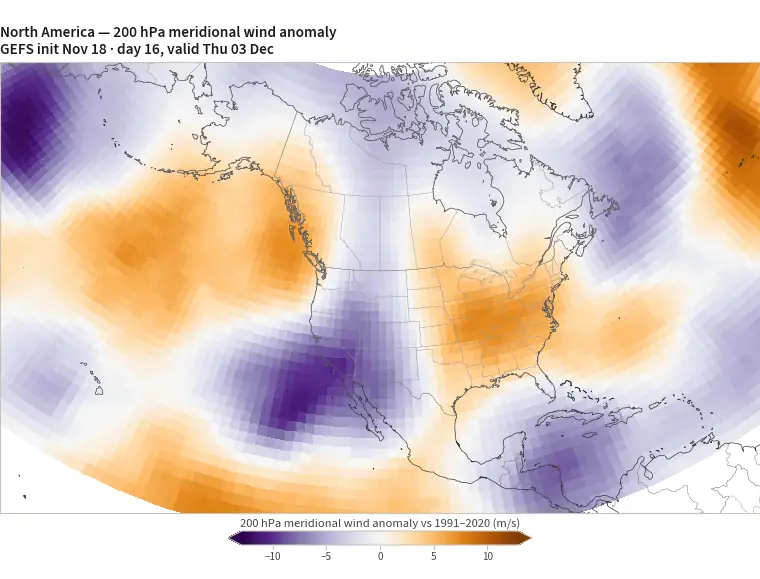 North America — 200 hPa meridional wind anomaly
GEFS init Nov 18 · day 16, valid Thu 03 Dec
200 hPa meridional wind anomaly vs 1991–2020 (m/s)
−10 −5 0 5 10